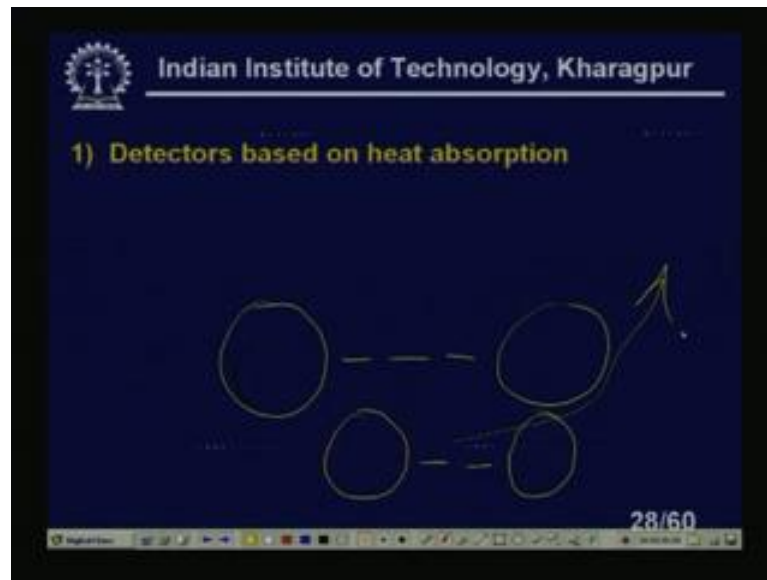 Indian Institute of Technology, Kharagpur
1) Detectors based on heat absorption
28/60